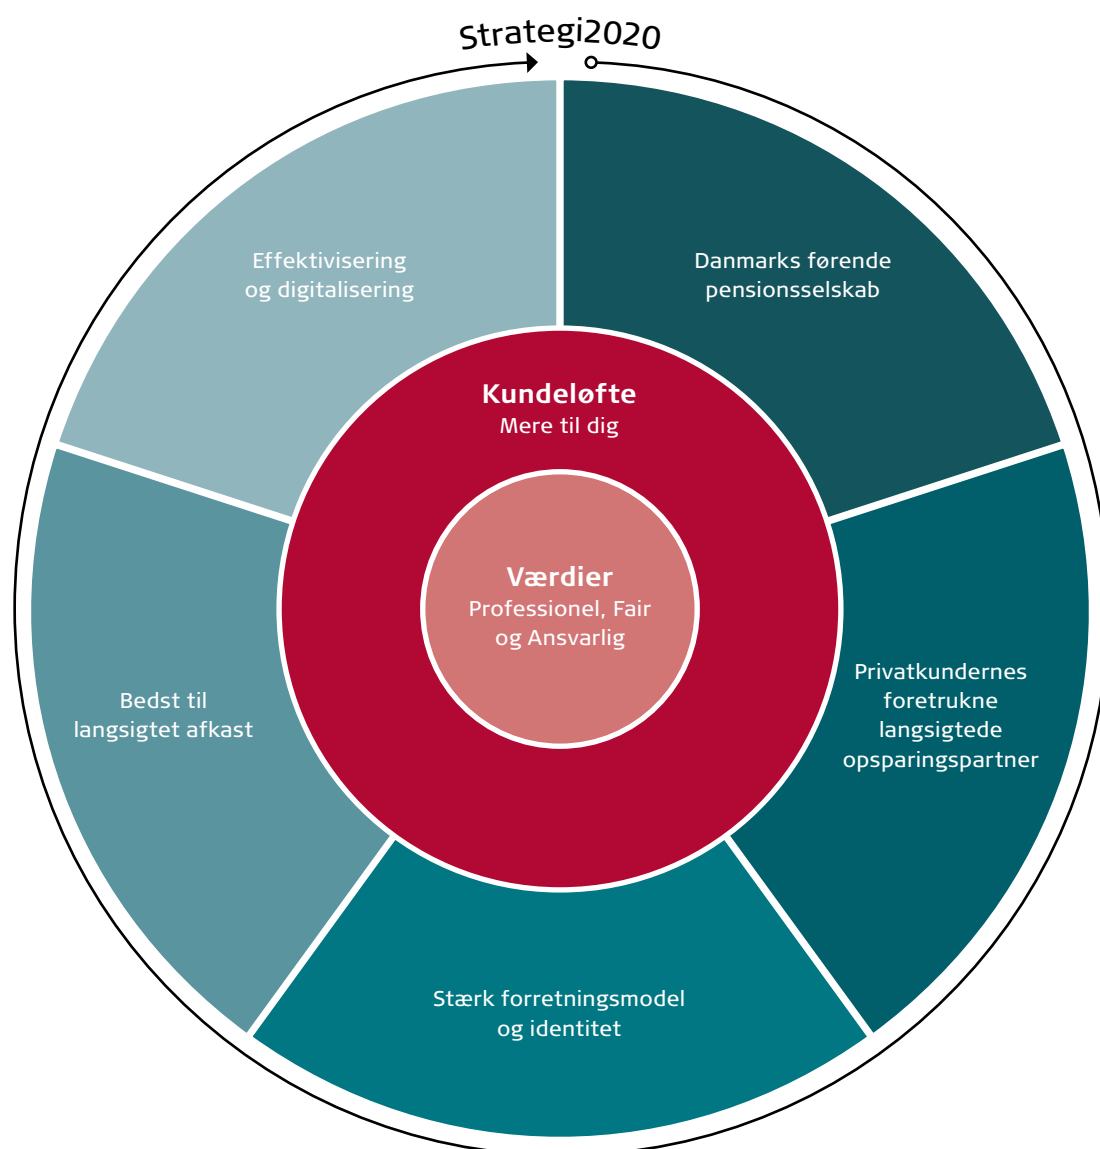 Strategi2020
Effektivisering
og digitalisering
Danmarks førende
pensionsselskab
Kundeløfte
Mere til dig
Værdier
Professionel, Fair
og Ansvarlig
Bedst til
langsigtet afkast
Privatkundernes
foretrukne
langsigtede
opsparingspartner
Stærk forretningsmodel
og identitet